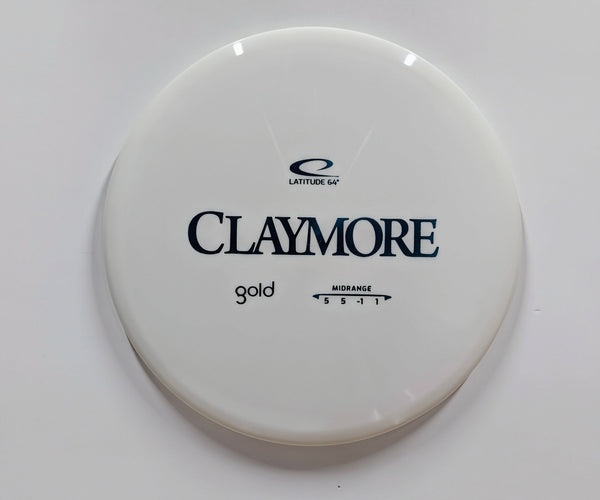 LATITUDE 64°
CLAYMORE
gold
MIDRANGE
5 5 -1 1